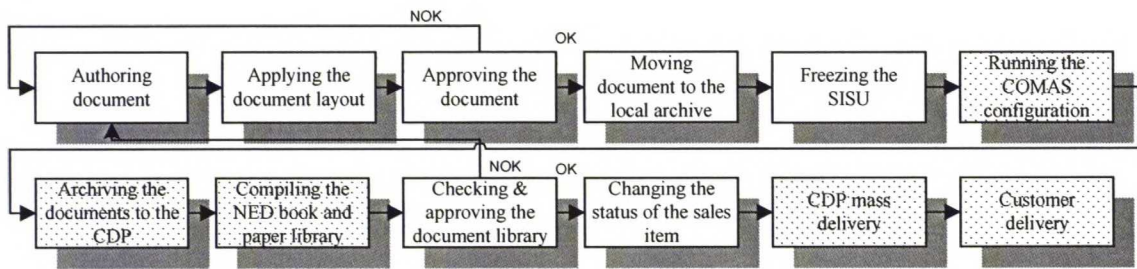 NOK
OK
Authoring
document
Applying the
document layout
Approving the
document
Moving
document to the
local archive
Freezing the
SISU
Running the
COMAS
configuration
NOK
OK
Archiving the
documents to the
CDP
Compiling the
NED book and
paper library
Checking &
approving the
document library
Changing the
status of the sales
item
CDP mass
delivery
Customer
delivery